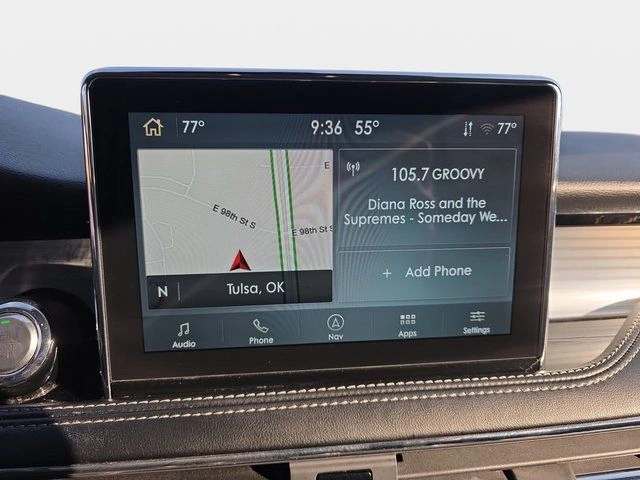 77°
9:36 55°
77°
E
E 98th St S
E 98th St S
N
Tulsa, OK
105.7 GROOVY
Diana Ross and the
Supremes - Someday We...
+ Add Phone
Audio
Phone
Nav
Apps
Settings